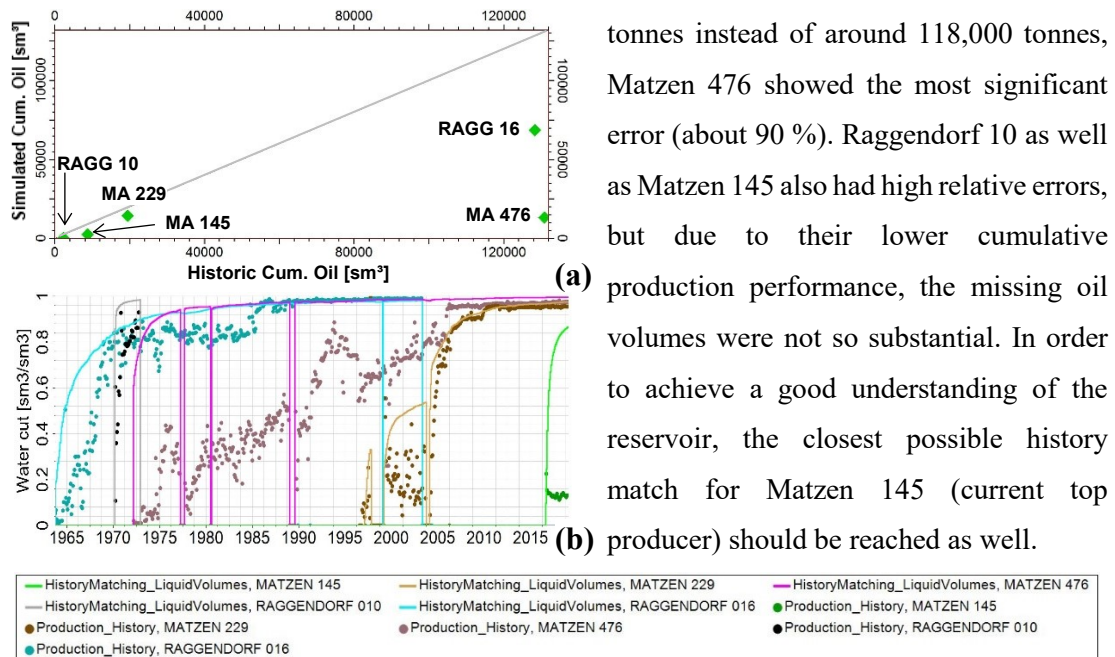 0 40000 80000 120000
Simulated Cum. Oil [sm³]
100000
50000
0
100000
50000
0
RAGG 16
RAGG 10
MA 229
MA 145
MA 476
0 40000 80000 120000
Historic Cum. Oil [sm³]
(a)
Water cut [sm3/sm3]
1
0.8
0.6
0.4
0.2
0
1965 1970 1975 1980 1985 1990 1995 2000 2005 2010 2015
(b)
tonnes instead of around 118,000 tonnes,
Matzen 476 showed the most significant
error (about 90 %). Raggendorf 10 as well
as Matzen 145 also had high relative errors,
but due to their lower cumulative
production performance, the missing oil
volumes were not so substantial. In order
to achieve a good understanding of the
reservoir, the closest possible history
match for Matzen 145 (current top
producer) should be reached as well.
HistoryMatching_LiquidVolumes, MATZEN 145 HistoryMatching_LiquidVolumes, MATZEN 229 HistoryMatching_LiquidVolumes, MATZEN 476
HistoryMatching_LiquidVolumes, RAGGENDORF 010 HistoryMatching_LiquidVolumes, RAGGENDORF 016 Production_History, MATZEN 145
Production_History, MATZEN 229 Production_History, MATZEN 476 Production_History, RAGGENDORF 010
Production_History, RAGGENDORF 016